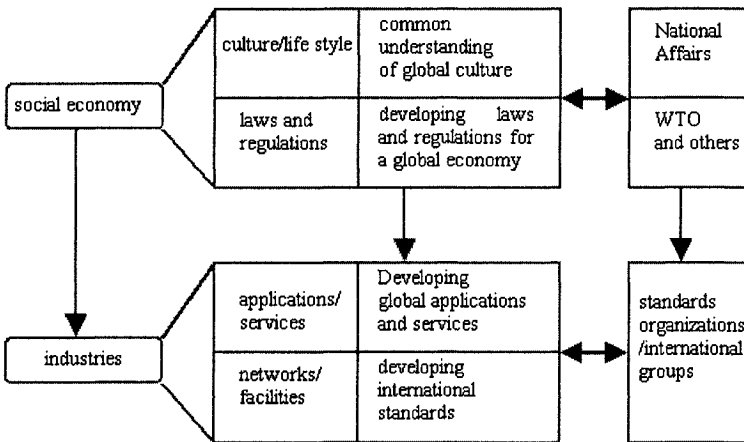 social economy
culture/life style
common
understanding
of global culture
laws and
regulations
developing laws
and regulations for
a global economy
National
Affairs
WTO
and others
industries
applications/
services
Developing
global applications
and services
networks/
facilities
developing
international
standards
standards
organizations
/international
groups